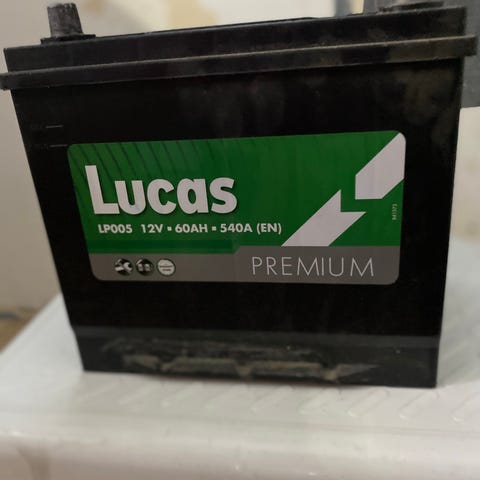 Lucas
LP005 12V ▪ 60AH ▪ 540A (EN)
PREMIUM